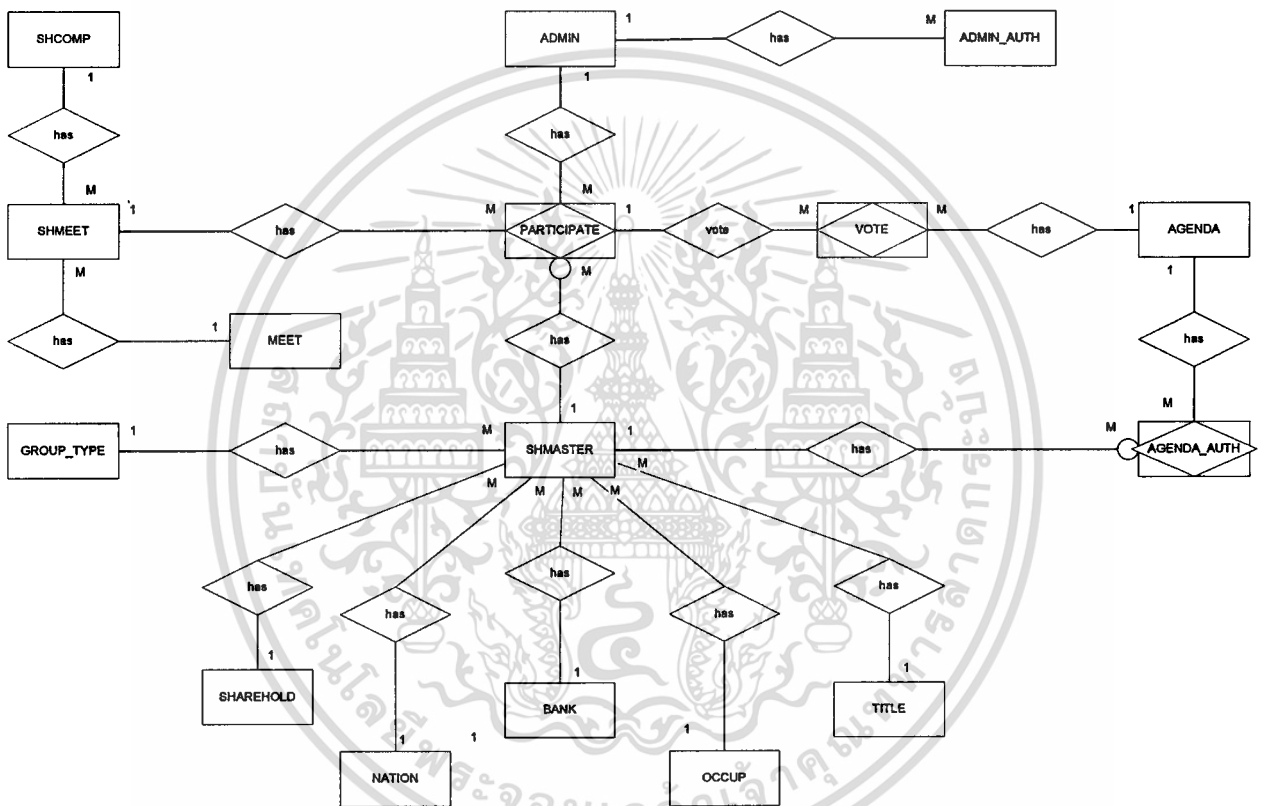 SHCOMP
1
has
M
ADMIN
1
has
M
ADMIN_AUTH
1
has
M
SHMEET
1
has
M
PARTICIPATE
1
vote
M
VOTE
M
has
1
AGENDA
M
has
1
MEET
M
has
1
1
has
M
AGENDA_AUTH
GROUP_TYPE
1
has
M
SHMASTER
1
has
M
M
has
1
SHAREHOLD
M
has
1
NATION
1
M
has
1
BANK
M
has
1
OCCUP
M
has
1
TITLE